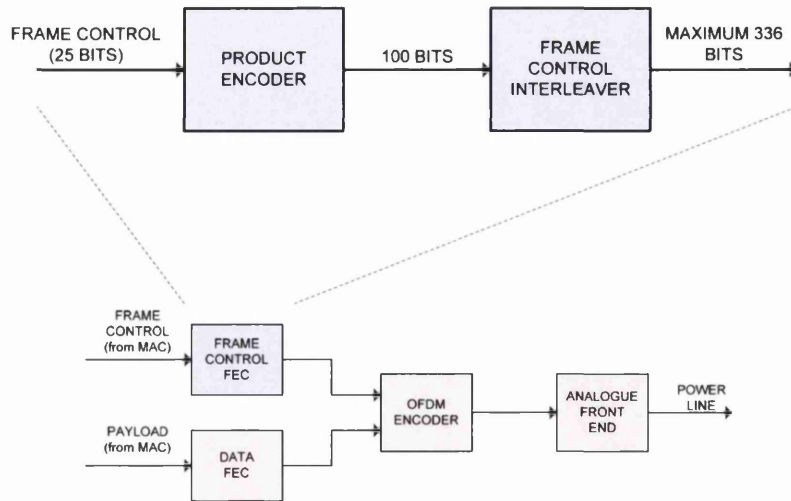 FRAME CONTROL
(25 BITS)
PRODUCT
ENCODER
100 BITS
FRAME
CONTROL
INTERLEAVER
MAXIMUM 336
BITS
FRAME
CONTROL
(from MAC)
FRAME
CONTROL
FEC
PAYLOAD
(from MAC)
DATA
FEC
OFDM
ENCODER
ANALOGUE
FRONT
END
POWER
LINE